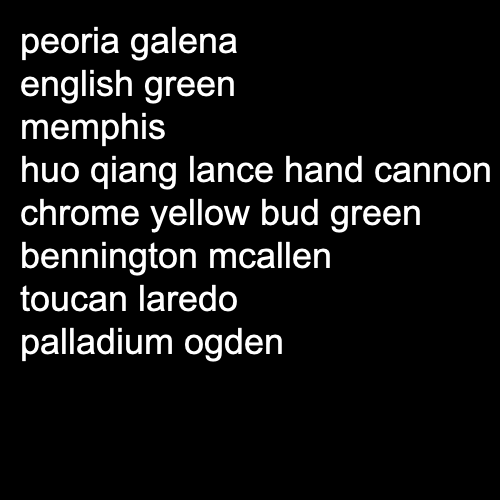 peoria galena
english green
memphis
huo qiang lance hand cannon
chrome yellow bud green
bennington mcallen
toucan laredo
palladium ogden